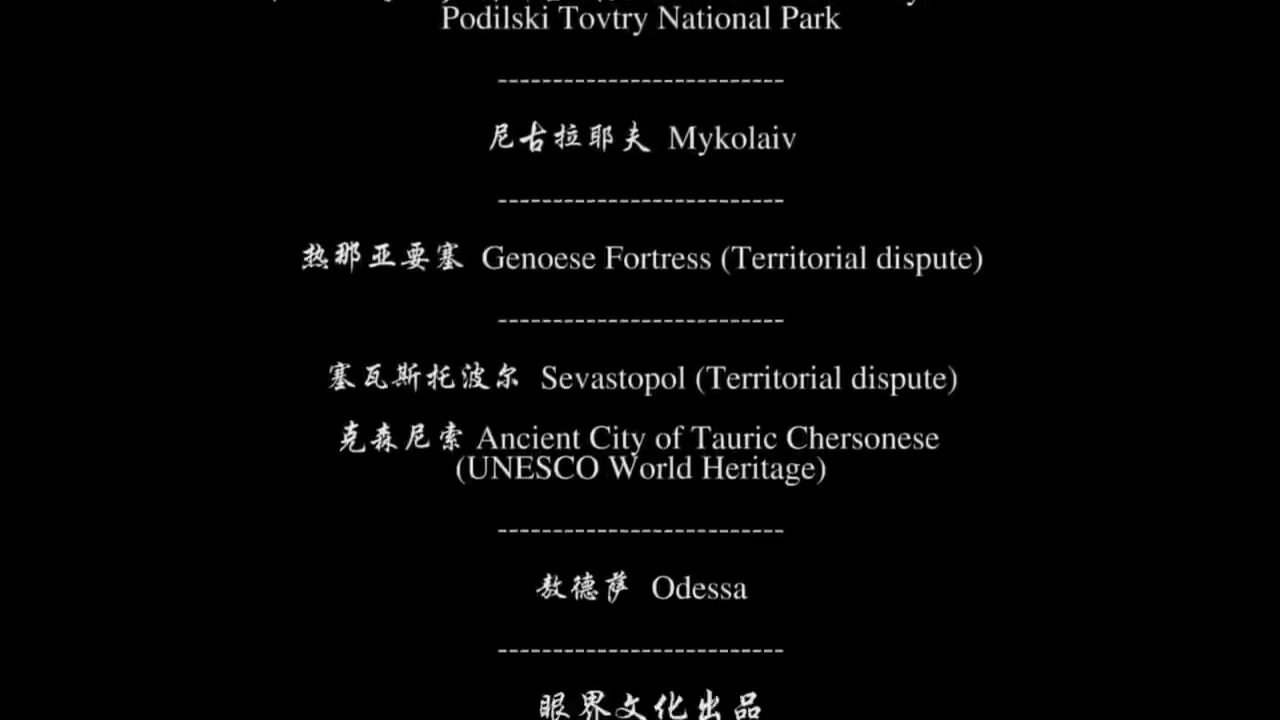 Podilski Tovtry National Park
--------------------------
尼古拉耶夫 Mykolaiv
--------------------------
热那亚要塞 Genoese Fortress (Territorial dispute)
--------------------------
塞瓦斯托波尔 Sevastopol (Territorial dispute)
克森尼索 Ancient City of Tauric Chersonese
(UNESCO World Heritage)
--------------------------
敖德萨 Odessa
--------------------------
眼界文化出品